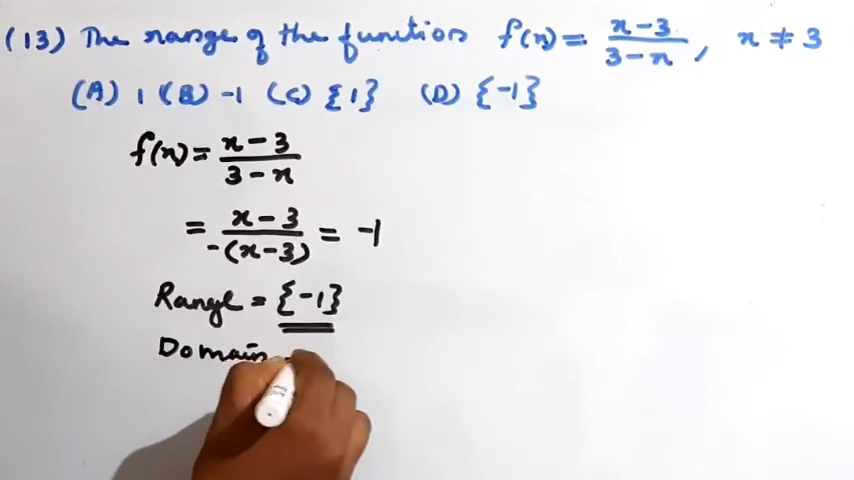 (13) The range of the function f(x) = x-3 / 3-x, x ≠ 3
(A) 1 (B) -1 (C) {1} (D) {-1}
f(x) = x-3 / 3-x
= x-3 / -(x-3) = -1
Range = {-1}
Domain